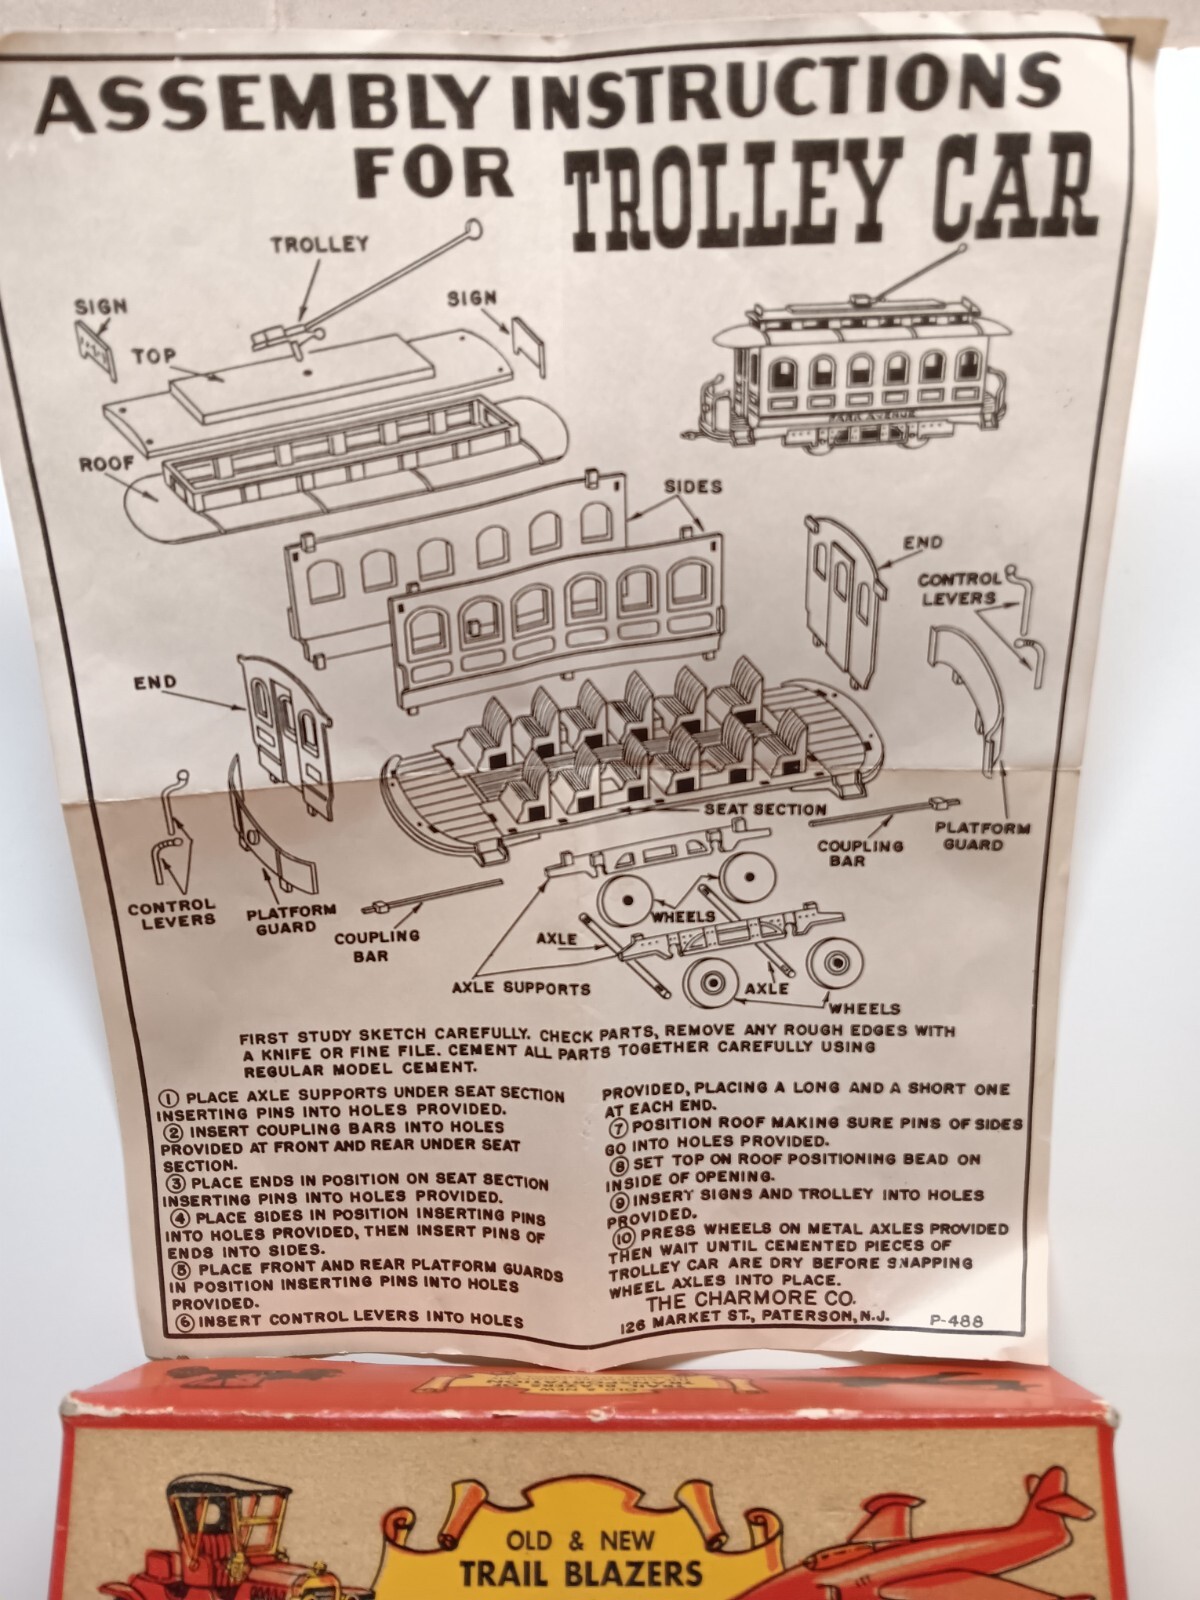 ASSEMBLY INSTRUCTIONS
FOR TROLLEY CAR
TROLLEY
SIGN
SIGN
TOP
ROOF
PARK AVENUE
SIDES
END
CONTROL
LEVERS
END
SEAT SECTION
COUPLING
BAR
PLATFORM
GUARD
CONTROL
LEVERS
PLATFORM
GUARD
COUPLING
BAR
WHEELS
AXLE
AXLE SUPPORTS
AXLE
WHEELS
FIRST STUDY SKETCH CAREFULLY. CHECK PARTS, REMOVE ANY ROUGH EDGES WITH
A KNIFE OR FINE FILE. CEMENT ALL PARTS TOGETHER CAREFULLY USING
REGULAR MODEL CEMENT.
① PLACE AXLE SUPPORTS UNDER SEAT SECTION
INSERTING PINS INTO HOLES PROVIDED.
② INSERT COUPLING BARS INTO HOLES
PROVIDED AT FRONT AND REAR UNDER SEAT
SECTION.
③ PLACE ENDS IN POSITION ON SEAT SECTION
INSERTING PINS INTO HOLES PROVIDED.
④ PLACE SIDES IN POSITION INSERTING PINS
INTO HOLES PROVIDED, THEN INSERT PINS OF
ENDS INTO SIDES.
⑤ PLACE FRONT AND REAR PLATFORM GUARDS
IN POSITION INSERTING PINS INTO HOLES
PROVIDED.
⑥ INSERT CONTROL LEVERS INTO HOLES
PROVIDED, PLACING A LONG AND A SHORT ONE
AT EACH END.
⑦ POSITION ROOF MAKING SURE PINS OF SIDES
GO INTO HOLES PROVIDED.
⑧ SET TOP ON ROOF POSITIONING BEAD ON
INSIDE OF OPENING.
⑨ INSERT SIGNS AND TROLLEY INTO HOLES
PROVIDED.
⑩ PRESS WHEELS ON METAL AXLES PROVIDED
THEN WAIT UNTIL CEMENTED PIECES OF
TROLLEY CAR ARE DRY BEFORE SNAPPING
WHEEL AXLES INTO PLACE.
THE CHARMORE CO.
126 MARKET ST., PATERSON, N.J. P-488
OLD & NEW
TRAIL BLAZERS